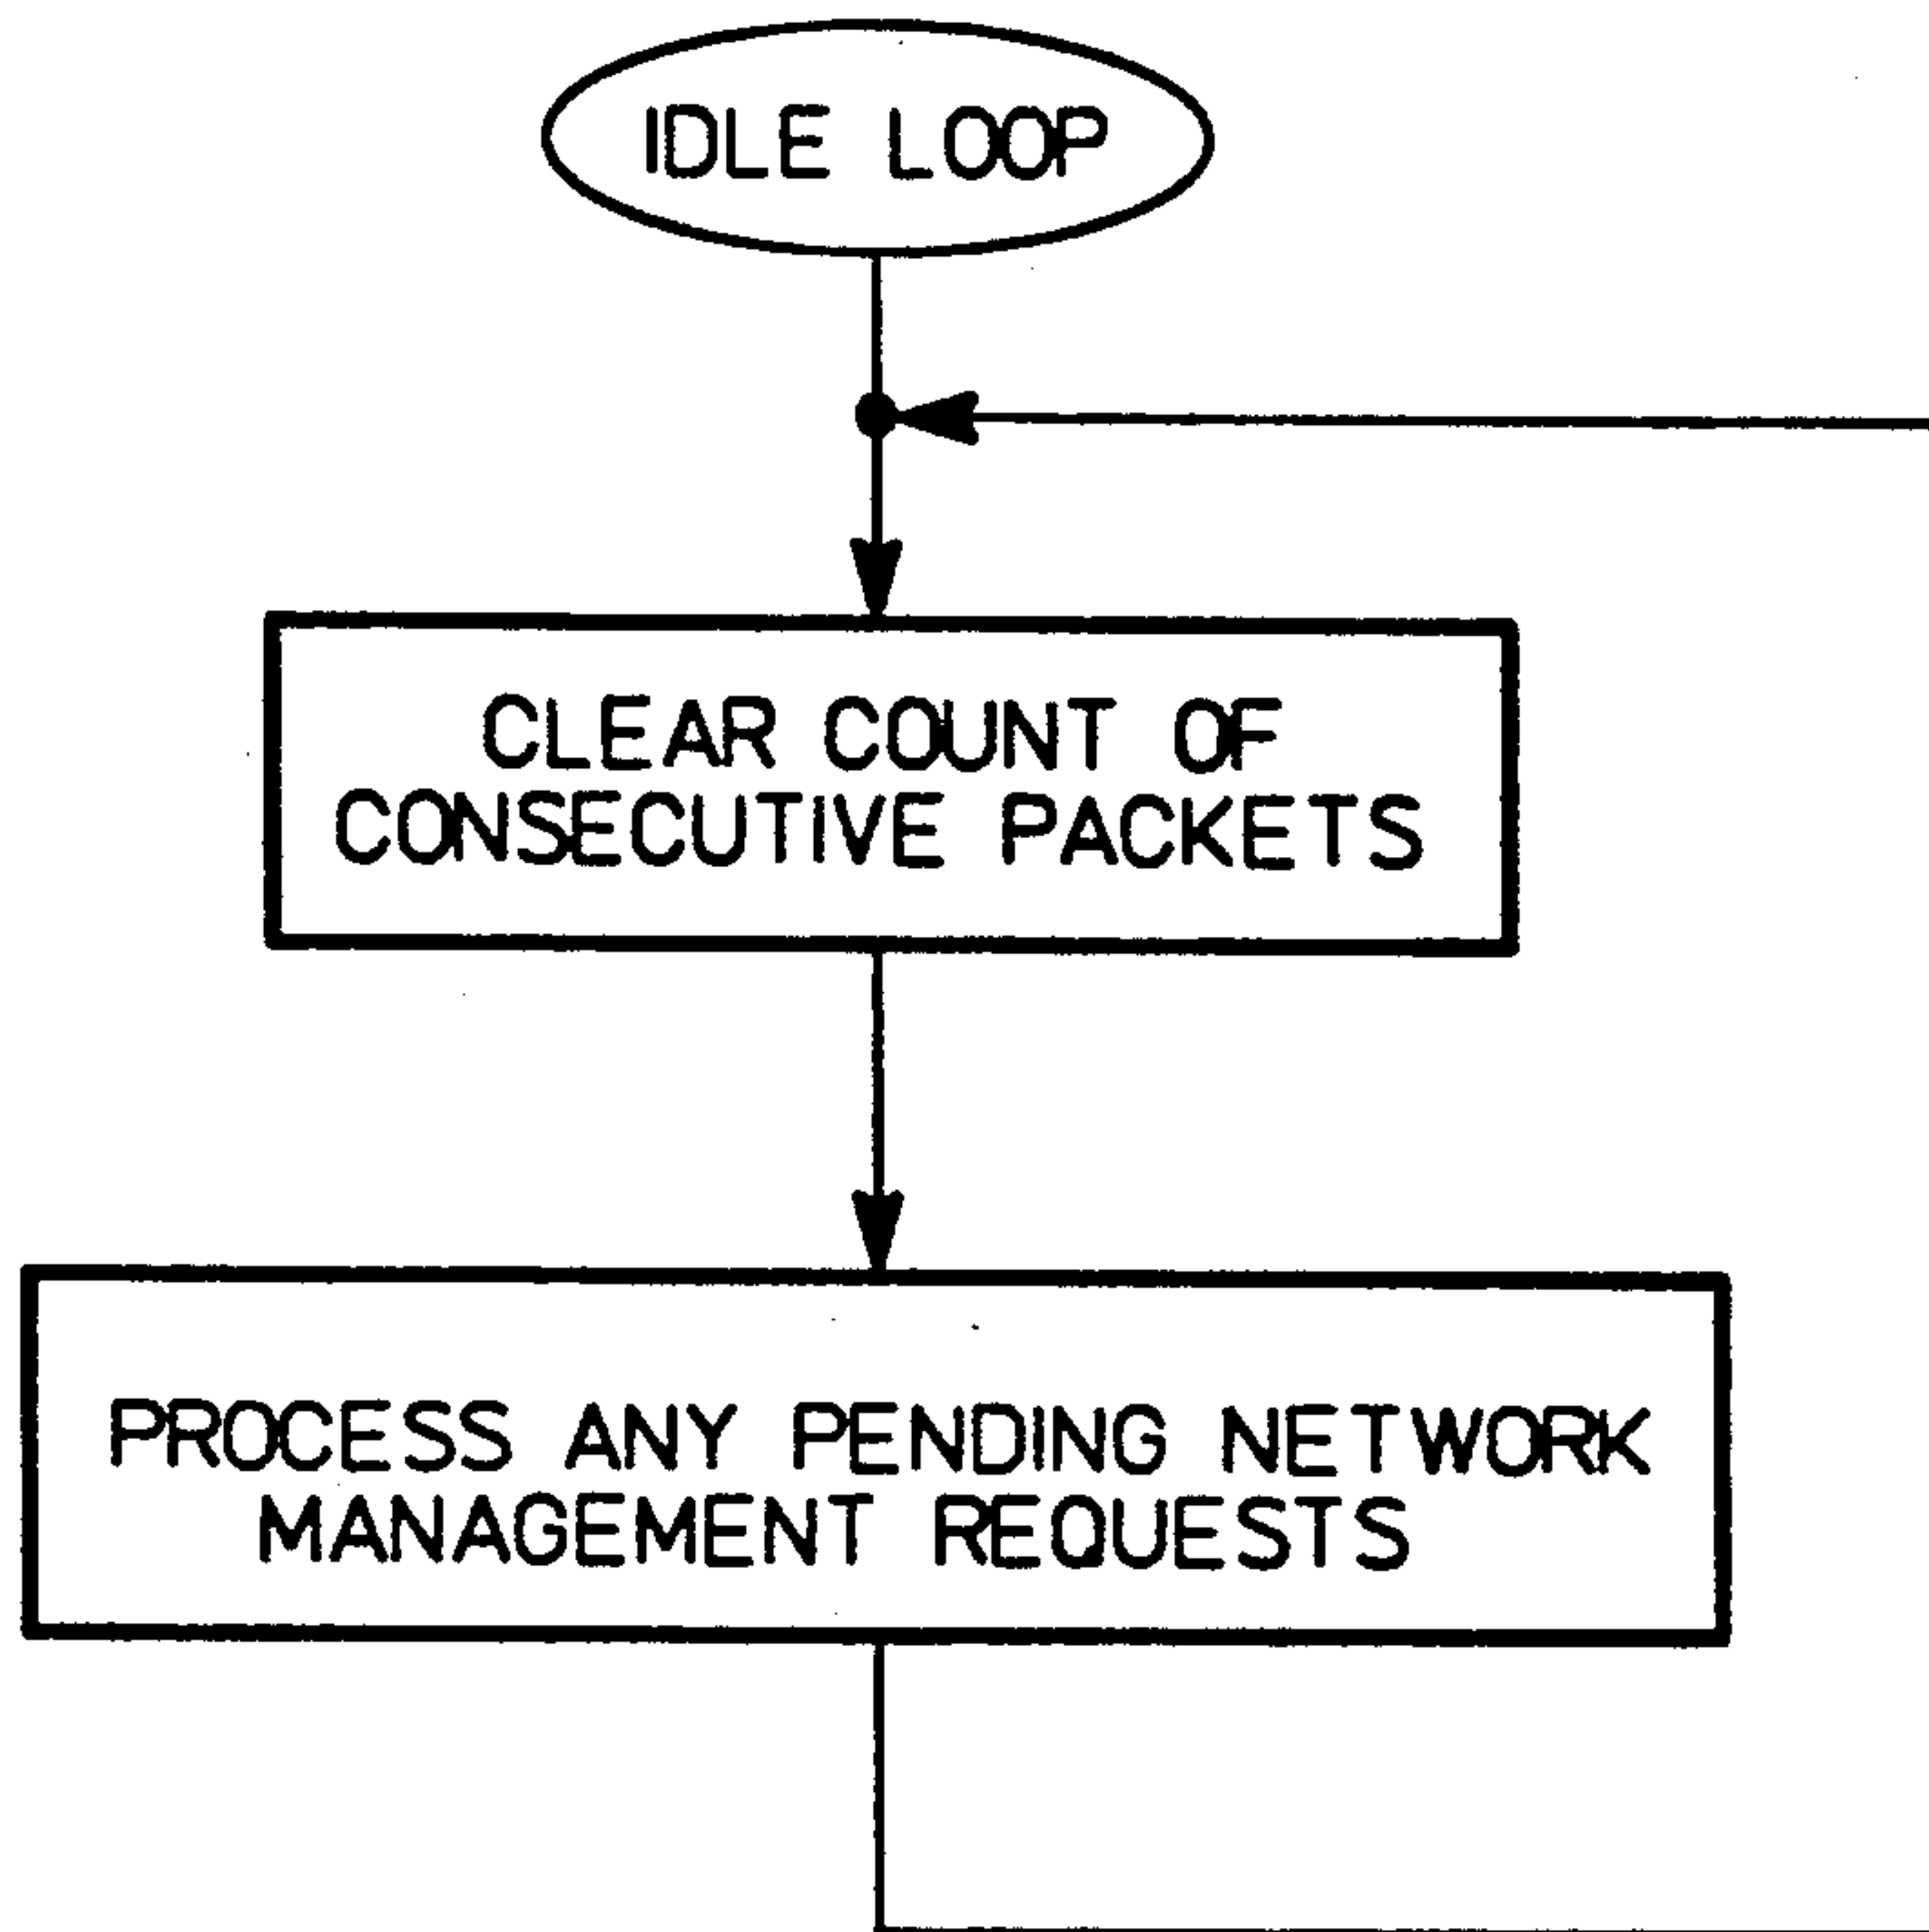 IDLE LOOP
CLEAR COUNT OF
CONSECUTIVE PACKETS
PROCESS ANY PENDING NETWORK
MANAGEMENT REQUESTS